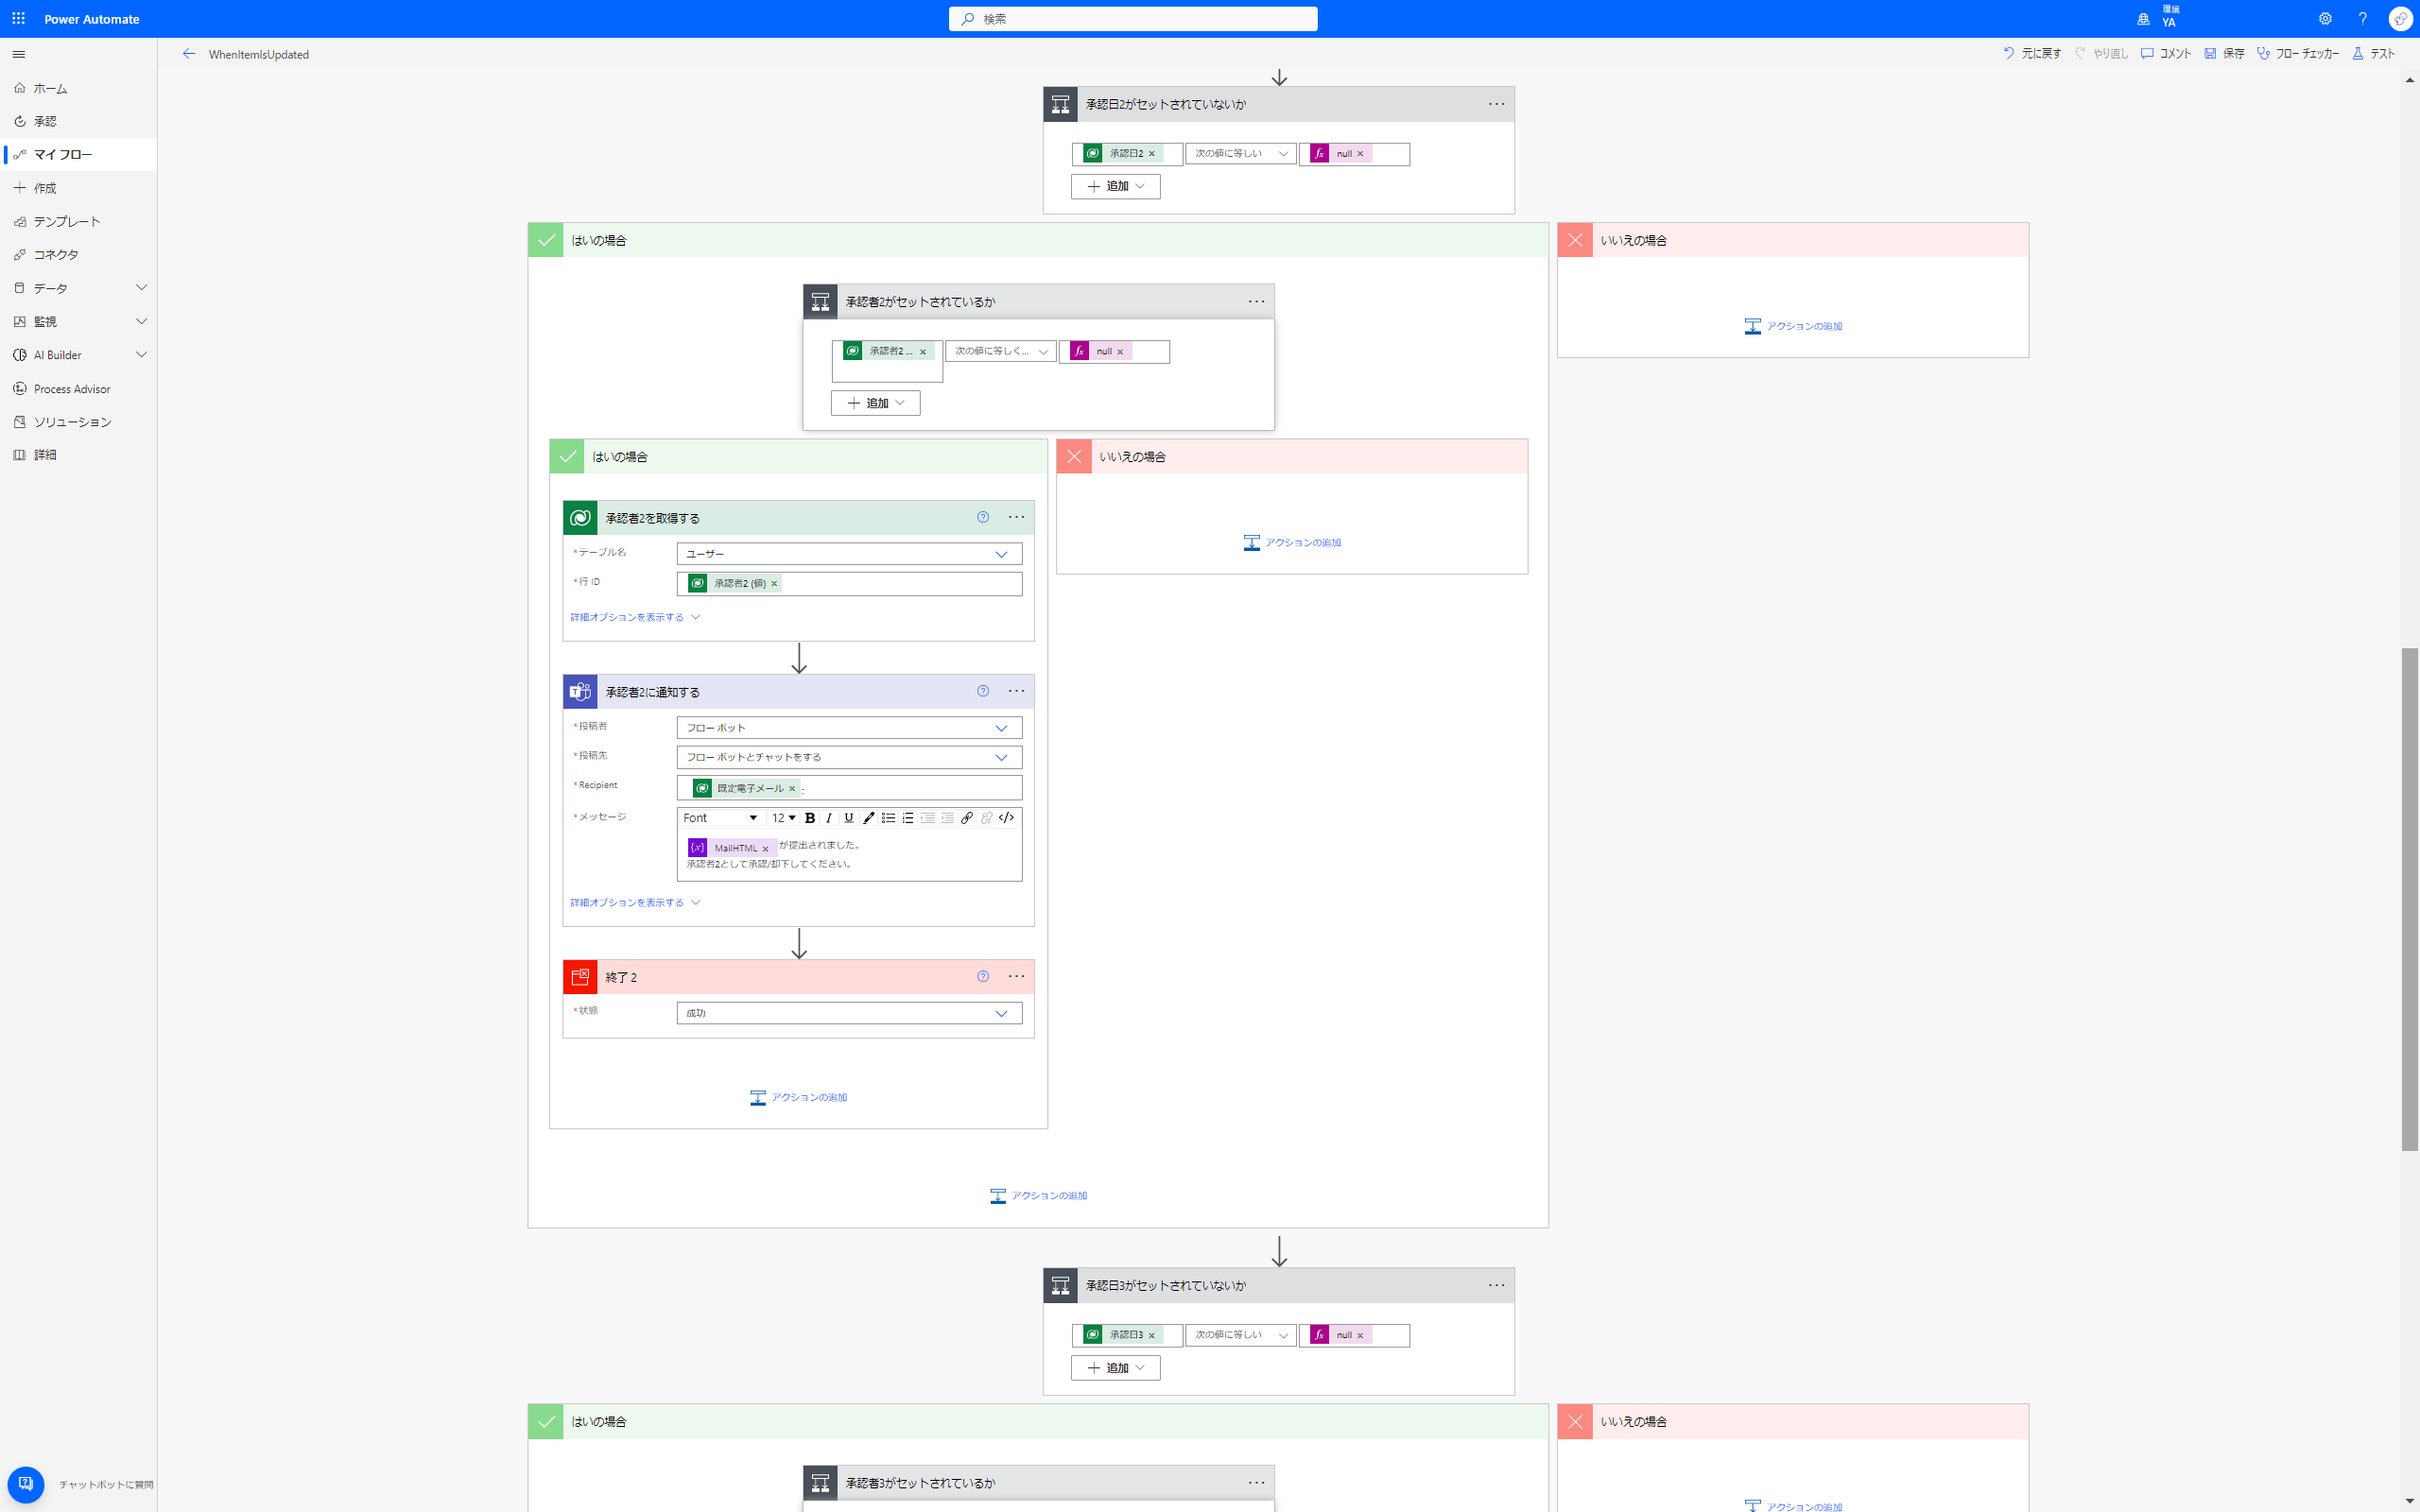 Power Automate
検索
環境
YA
WhenItemIsUpdated
元に戻す
やり直し
コメント
保存
フロー チェッカー
テスト
ホーム
承認
マイ フロー
作成
テンプレート
コネクタ
データ
監視
AI Builder
Process Advisor
ソリューション
詳細
チャットボットに質問
承認日2がセットされていないか
承認日2 × 次の値に等しい fx null ×
追加
はいの場合
いいえの場合
アクションの追加
承認者2がセットされているか
承認者2 ... × 次の値に等しく... fx null ×
追加
はいの場合
いいえの場合
アクションの追加
承認者2を取得する
*テーブル名 ユーザー
*行 ID 承認者2 (値) ×
詳細オプションを表示する
承認者2に通知する
*投稿者 フロー ボット
*投稿先 フロー ボットとチャットをする
*Recipient 既定電子メール × ;
*メッセージ Font 12 B I U </>
{x} MailHTML × が提出されました。
承認者2として承認/却下してください。
詳細オプションを表示する
終了 2
*状態 成功
アクションの追加
アクションの追加
承認日3がセットされていないか
承認日3 × 次の値に等しい fx null ×
追加
はいの場合
いいえの場合
承認者3がセットされているか
アクションの追加